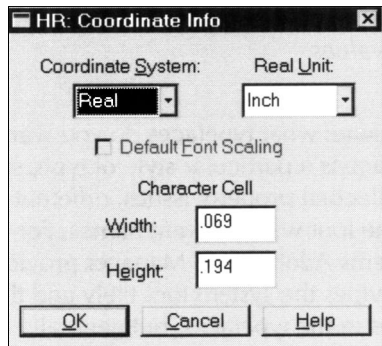 HR: Coordinate Info
Coordinate System: Real Unit:
Real Inch
Default Font Scaling
Character Cell
Width: .069
Height: .194
OK Cancel Help